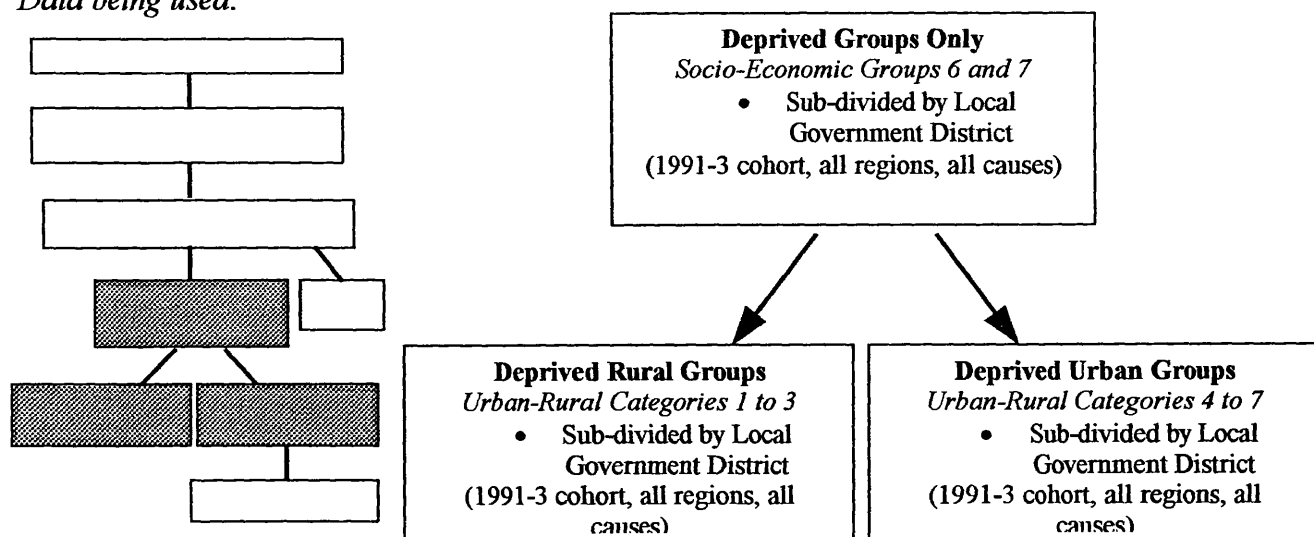 Data being used:
Deprived Groups Only
Socio-Economic Groups 6 and 7
• Sub-divided by Local
Government District
(1991-3 cohort, all regions, all causes)
Deprived Rural Groups
Urban-Rural Categories 1 to 3
• Sub-divided by Local
Government District
(1991-3 cohort, all regions, all
causes)
Deprived Urban Groups
Urban-Rural Categories 4 to 7
• Sub-divided by Local
Government District
(1991-3 cohort, all regions, all
causes)